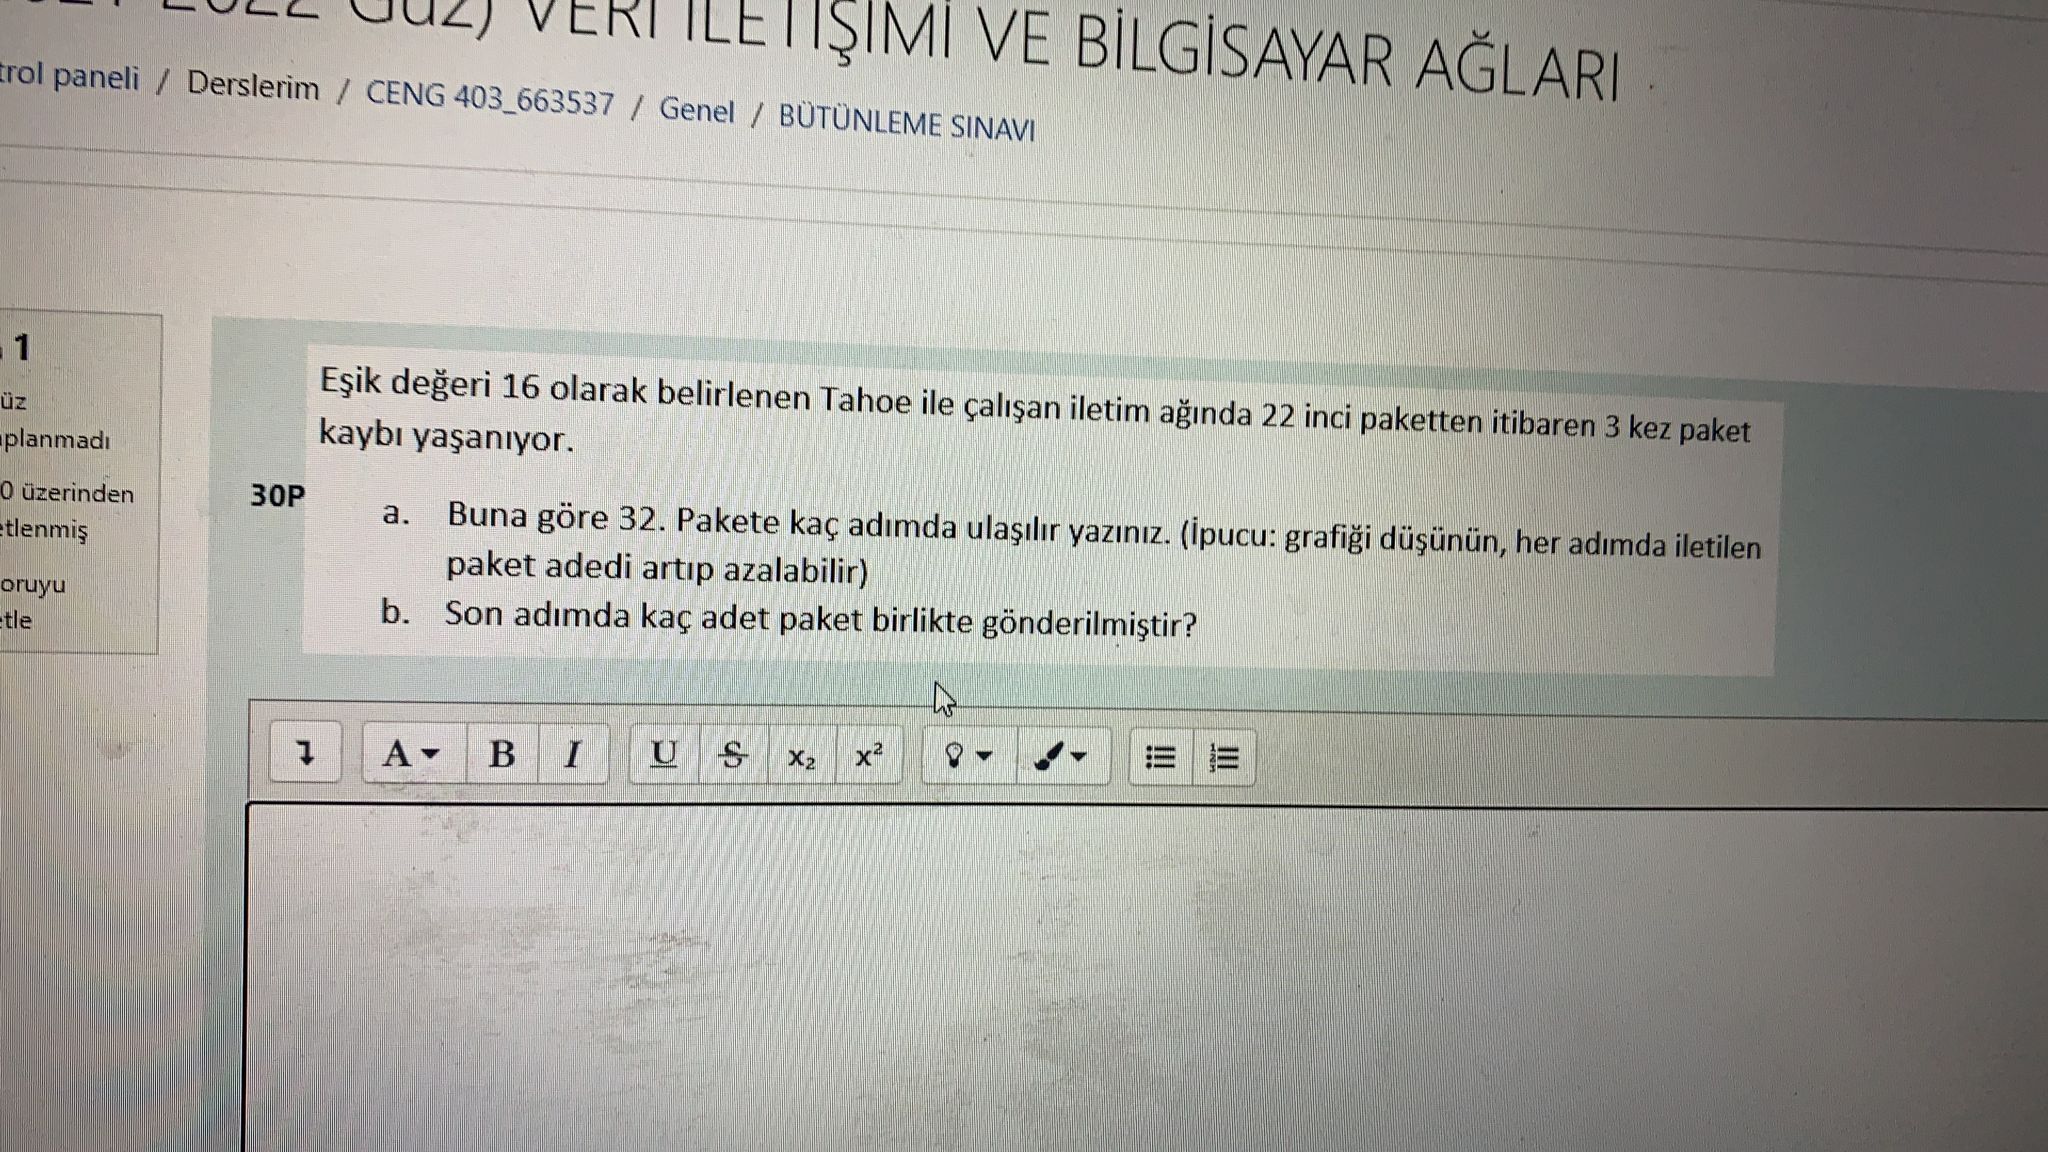 2022 Güz) VERİ İLETİŞİMİ VE BİLGİSAYAR AĞLARI
trol paneli / Derslerim / CENG 403_663537 / Genel / BÜTÜNLEME SINAVI
1
üz
planmadı
0 üzerinden
etlenmiş
oruyu
etle
Eşik değeri 16 olarak belirlenen Tahoe ile çalışan iletim ağında 22 inci paketten itibaren 3 kez paket
kaybı yaşanıyor.
30P
a. Buna göre 32. Pakete kaç adımda ulaşılır yazınız. (İpucu: grafiği düşünün, her adımda iletilen
paket adedi artıp azalabilir)
b. Son adımda kaç adet paket birlikte gönderilmiştir?
A B I U S x₂ x²